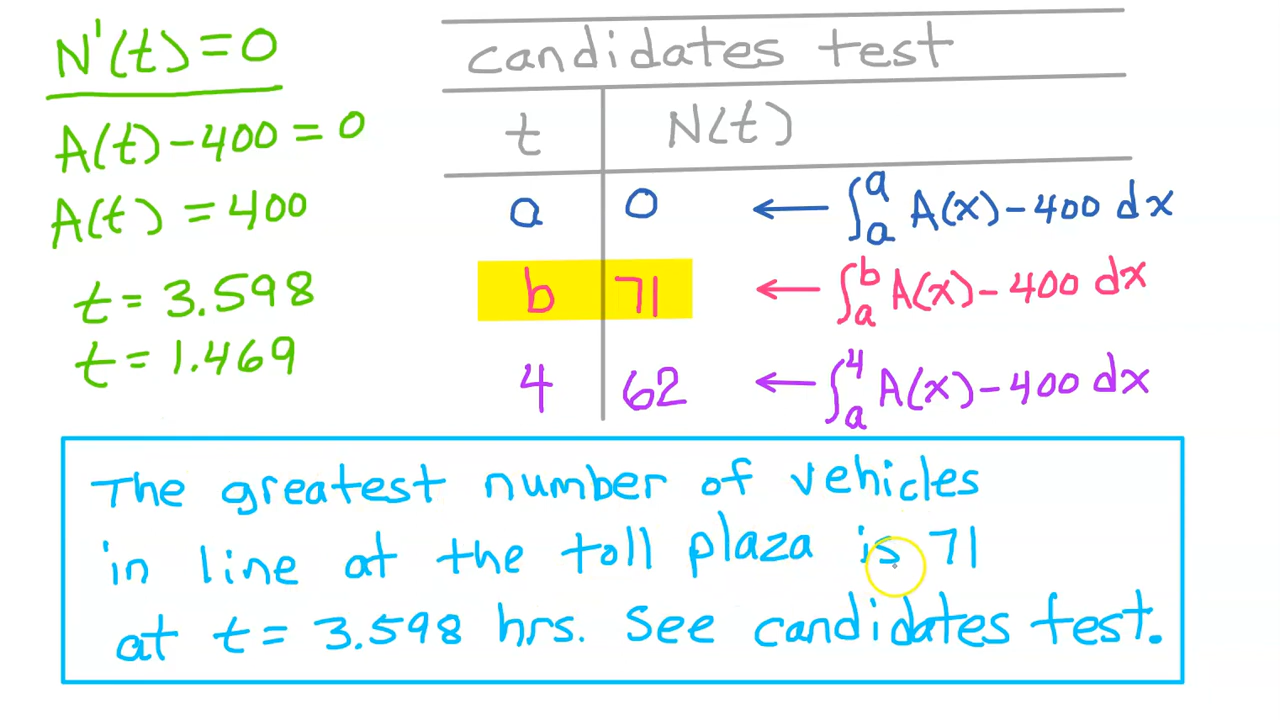 N'(t) = 0
A(t) - 400 = 0
A(t) = 400
t = 3.598
t = 1.469
candidates test
t N(t)
a 0 ← ∫ₐᵃ A(x) - 400 dx
b 71 ← ∫ₐᵇ A(x) - 400 dx
4 62 ← ∫ₐ⁴ A(x) - 400 dx
The greatest number of vehicles
in line at the toll plaza is 71
at t = 3.598 hrs. See candidates test.